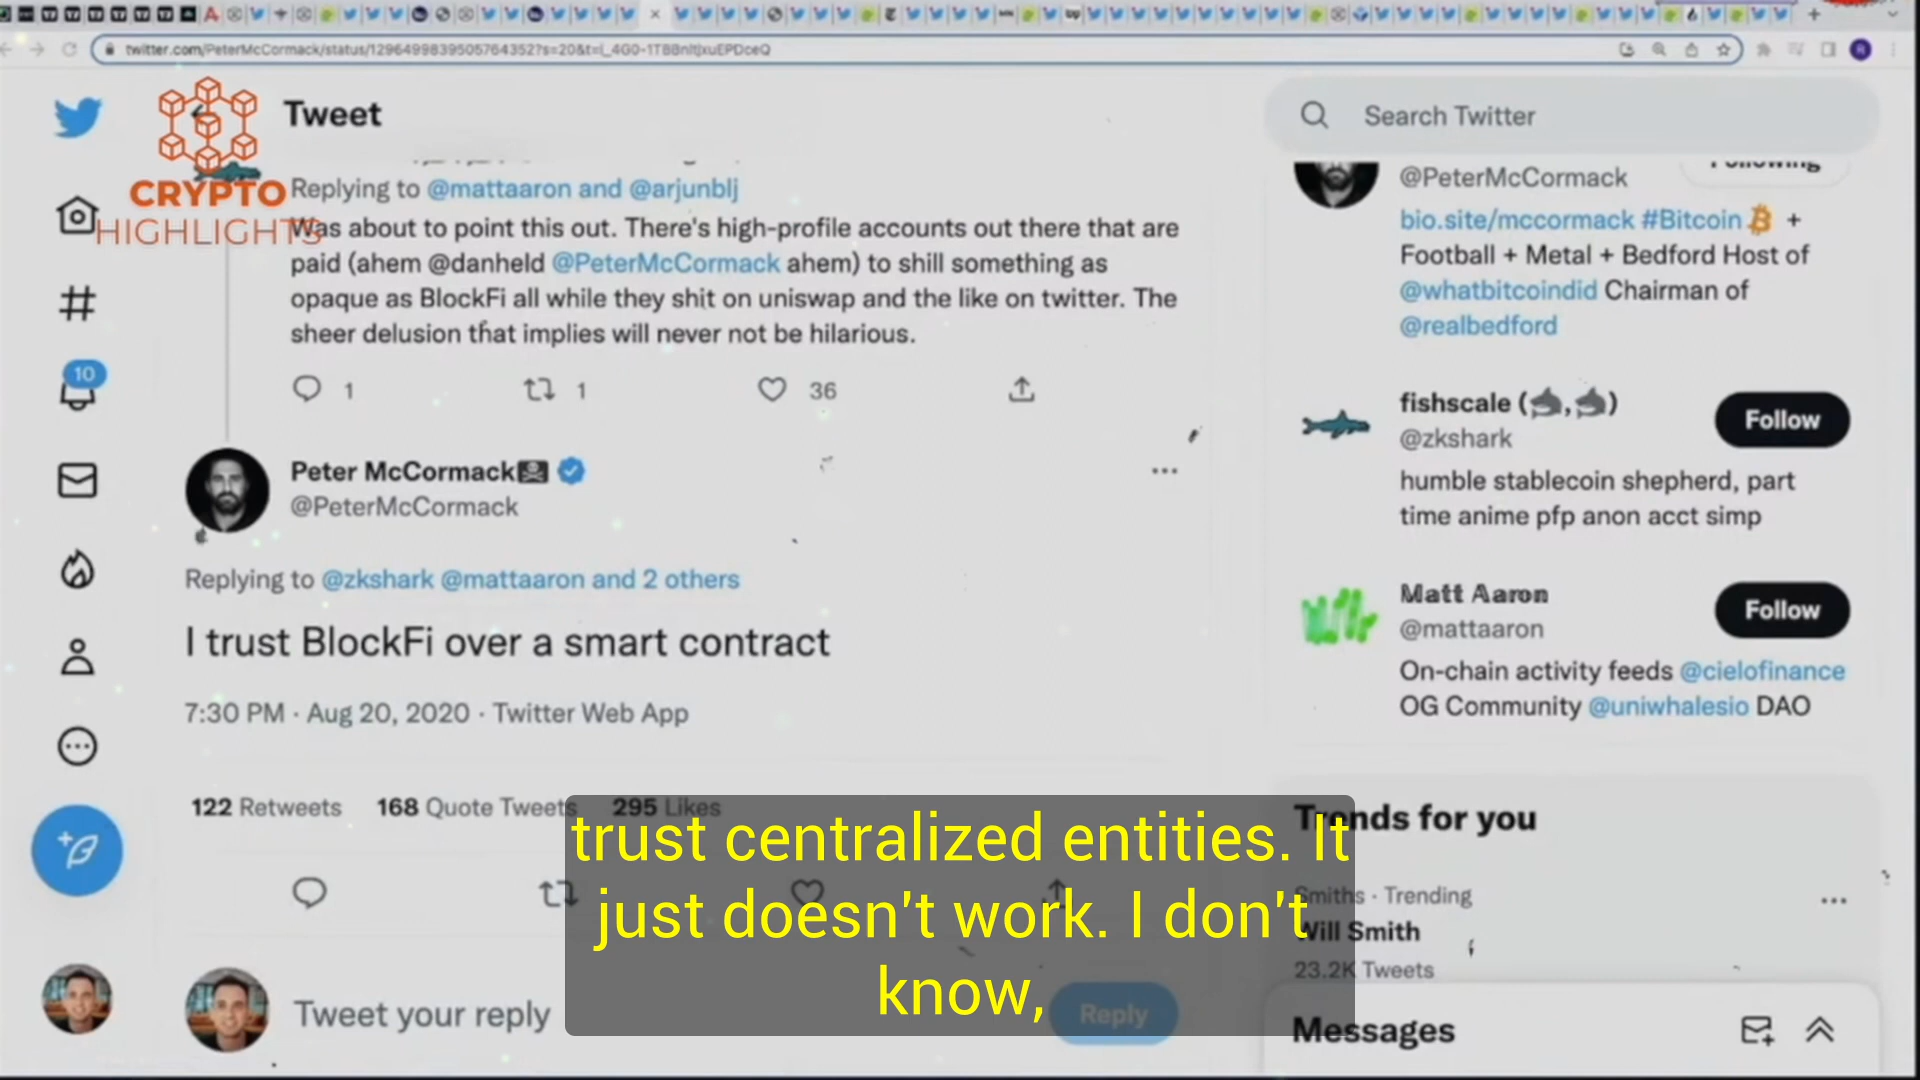 twitter.com/PeterMcCormack/status/1296499839505764352?s=20&t=
CRYPTO
HIGHLIGHTS
Tweet
Replying to @mattaaron and @arjunblj
Was about to point this out. There's high-profile accounts out there that are
paid (ahem @danheld @PeterMcCormack ahem) to shill something as
opaque as BlockFi all while they shit on uniswap and the like on twitter. The
sheer delusion that implies will never not be hilarious.
1 1 36
10
Peter McCormack
@PeterMcCormack
Replying to @zkshark @mattaaron and 2 others
I trust BlockFi over a smart contract
7:30 PM · Aug 20, 2020 · Twitter Web App
122 Retweets 168 Quote Tweets 295 Likes
Tweet your reply
Reply
Search Twitter
Following
@PeterMcCormack
bio.site/mccormack #Bitcoin +
Football + Metal + Bedford Host of
@whatbitcoindid Chairman of
@realbedford
fishscale (🦈,🦈)
@zkshark
Follow
humble stablecoin shepherd, part
time anime pfp anon acct simp
Matt Aaron
@mattaaron
Follow
On-chain activity feeds @cielofinance
OG Community @uniwhalesio DAO
Trends for you
Smiths · Trending
Will Smith
23.2K Tweets
Messages
trust centralized entities. It
just doesn't work. I don't
know,